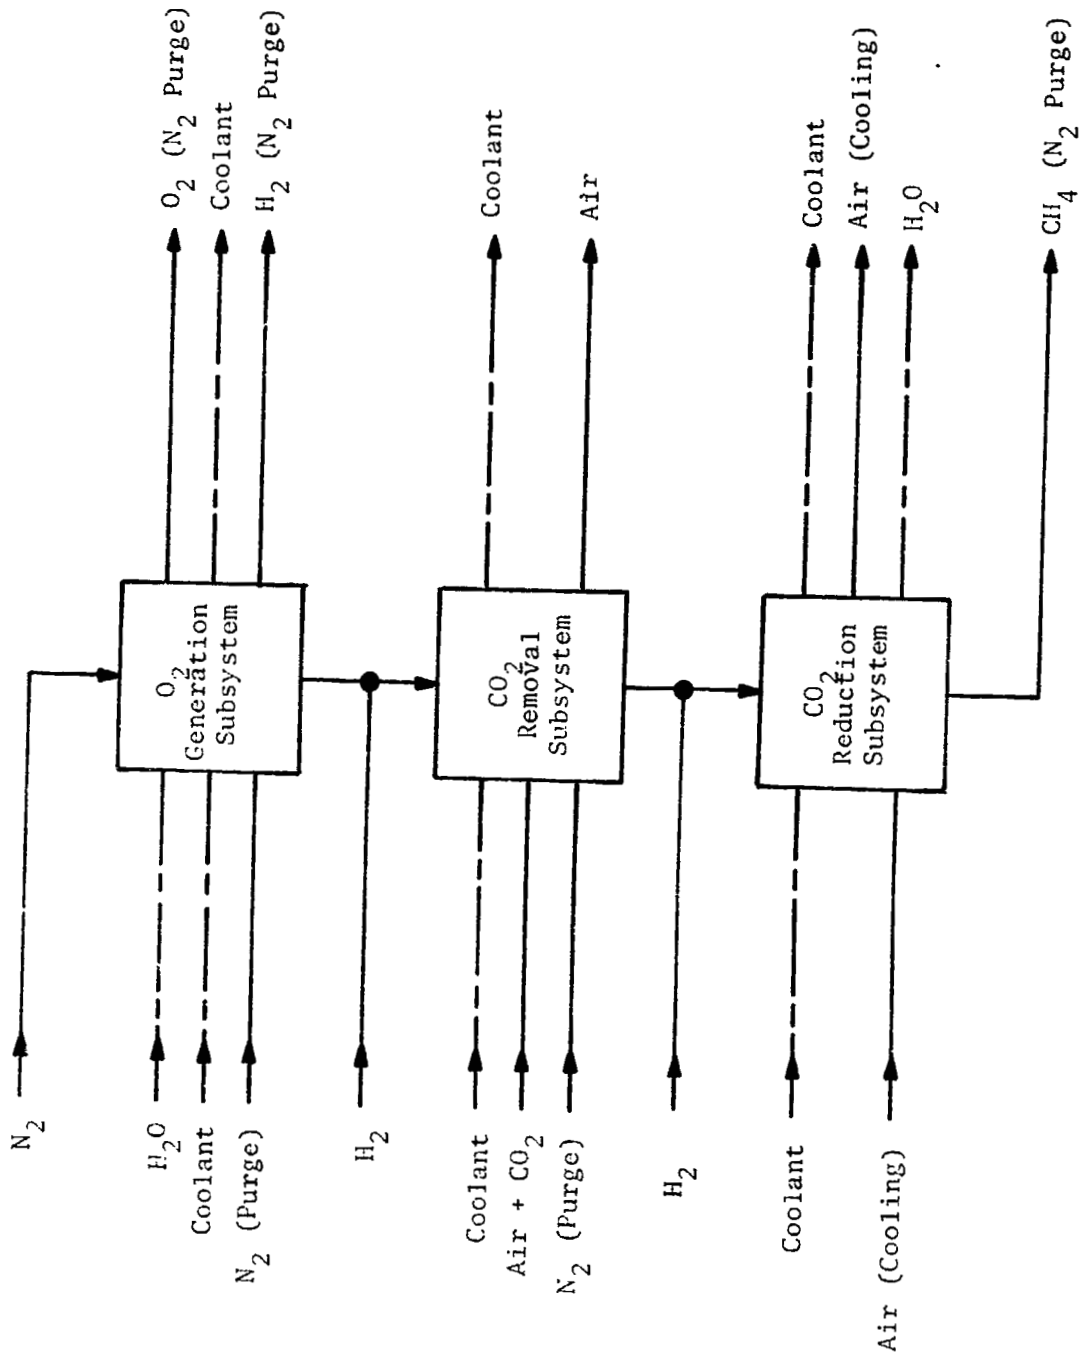 N2
H2O
Coolant
N2 (Purge)
H2
Coolant
Air + CO2
N2 (Purge)
H2
Coolant
Air (Cooling)
O2
Generation
Subsystem
CO2
Removal
Subsystem
CO2
Reduction
Subsystem
O2 (N2 Purge)
Coolant
H2 (N2 Purge)
Coolant
Air
Coolant
Air (Cooling)
H2O
CH4 (N2 Purge)